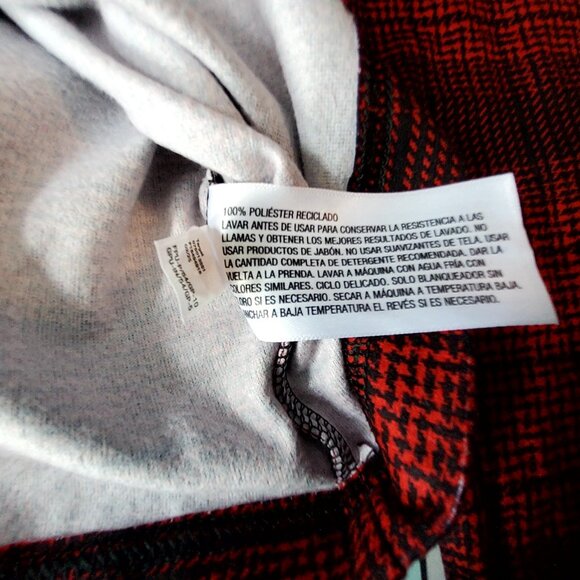 100% POLIÉSTER RECICLADO
LAVAR ANTES DE USAR PARA CONSERVAR LA RESISTENCIA A LAS
LLAMAS Y OBTENER LOS MEJORES RESULTADOS DE LAVADO. NO
USAR PRODUCTOS DE JABÓN. NO USAR SUAVIZANTES DE TELA. USAR
LA CANTIDAD COMPLETA DE DETERGENTE RECOMENDADA. DAR LA
VUELTA A LA PRENDA. LAVAR A MÁQUINA CON AGUA FRÍA CON
COLORES SIMILARES. CICLO DELICADO. SOLO BLANQUEADOR SIN
ORO SI ES NECESARIO. SECAR A MÁQUINA A TEMPERATURA BAJA.
NCHAR A BAJA TEMPERATURA EL REVÉS SI ES NECESARIO.